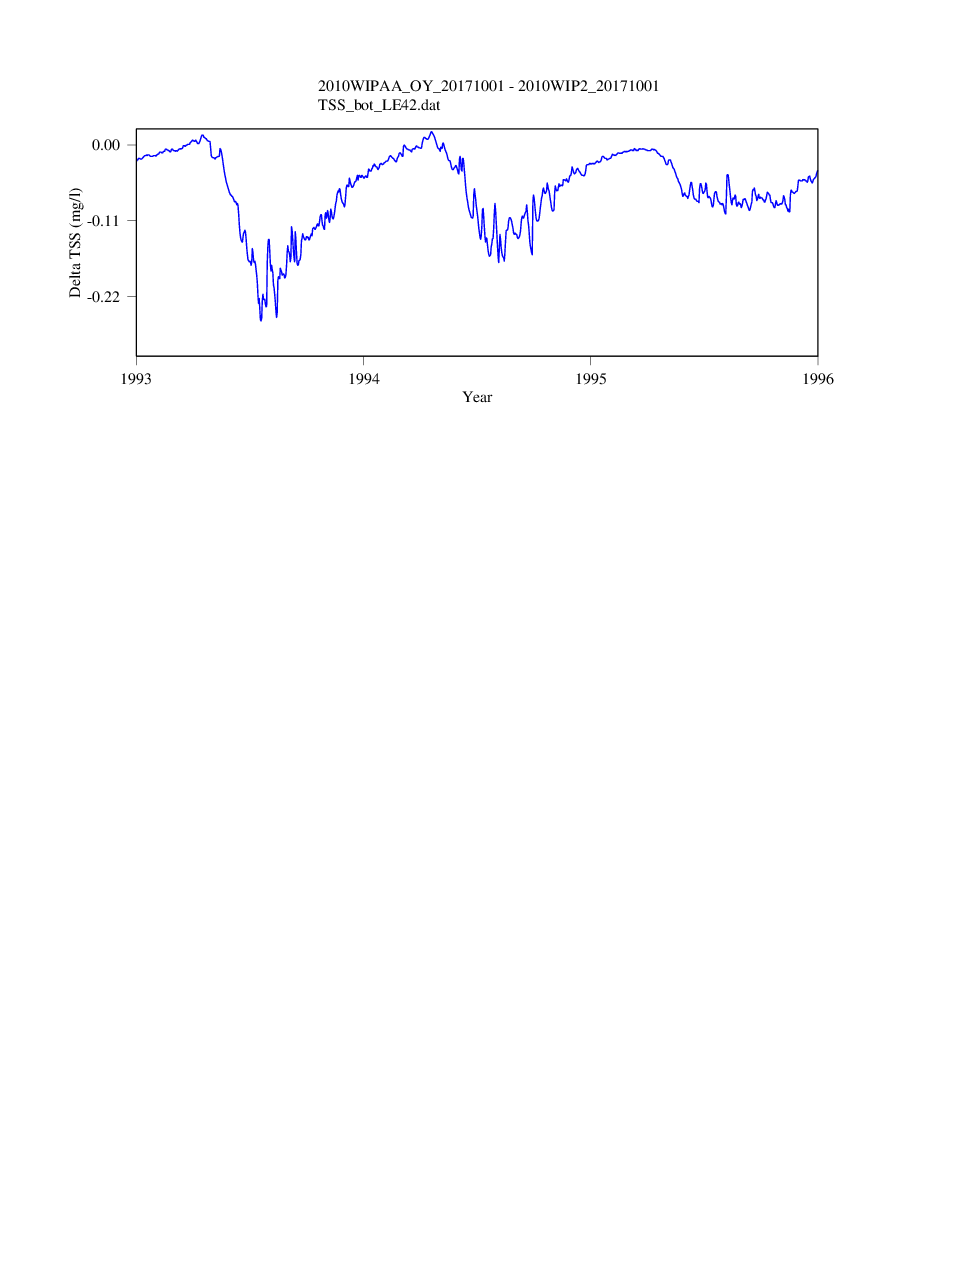 2010WIPAA_OY_20171001 - 2010WIP2_20171001
TSS_bot_LE42.dat
Delta TSS (mg/l)
0.00
-0.11
-0.22
1993 1994 1995 1996
Year